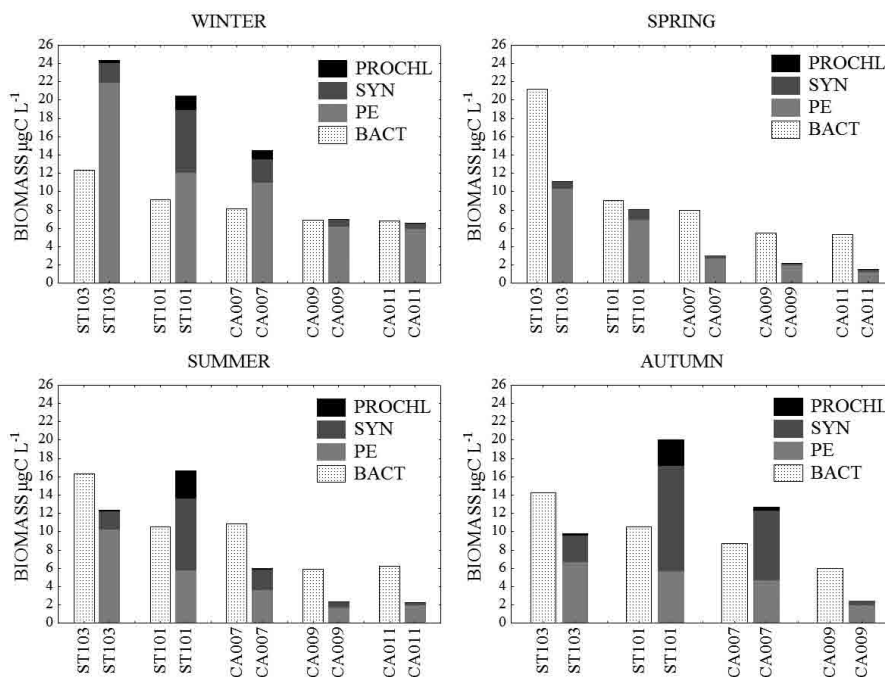 WINTER
BIOMASS µgC L-1
26
24
22
20
18
16
14
12
10
8
6
4
2
0
PROCHL
SYN
PE
BACT
ST103
ST103
ST101
ST101
CA007
CA007
CA009
CA009
CA011
CA011
SPRING
BIOMASS µgC L-1
26
24
22
20
18
16
14
12
10
8
6
4
2
0
PROCHL
SYN
PE
BACT
ST103
ST103
ST101
ST101
CA007
CA007
CA009
CA009
CA011
CA011
SUMMER
BIOMASS µgC L-1
26
24
22
20
18
16
14
12
10
8
6
4
2
0
PROCHL
SYN
PE
BACT
ST103
ST103
ST101
ST101
CA007
CA007
CA009
CA009
CA011
CA011
AUTUMN
BIOMASS µgC L-1
26
24
22
20
18
16
14
12
10
8
6
4
2
0
PROCHL
SYN
PE
BACT
ST103
ST103
ST101
ST101
CA007
CA007
CA009
CA009